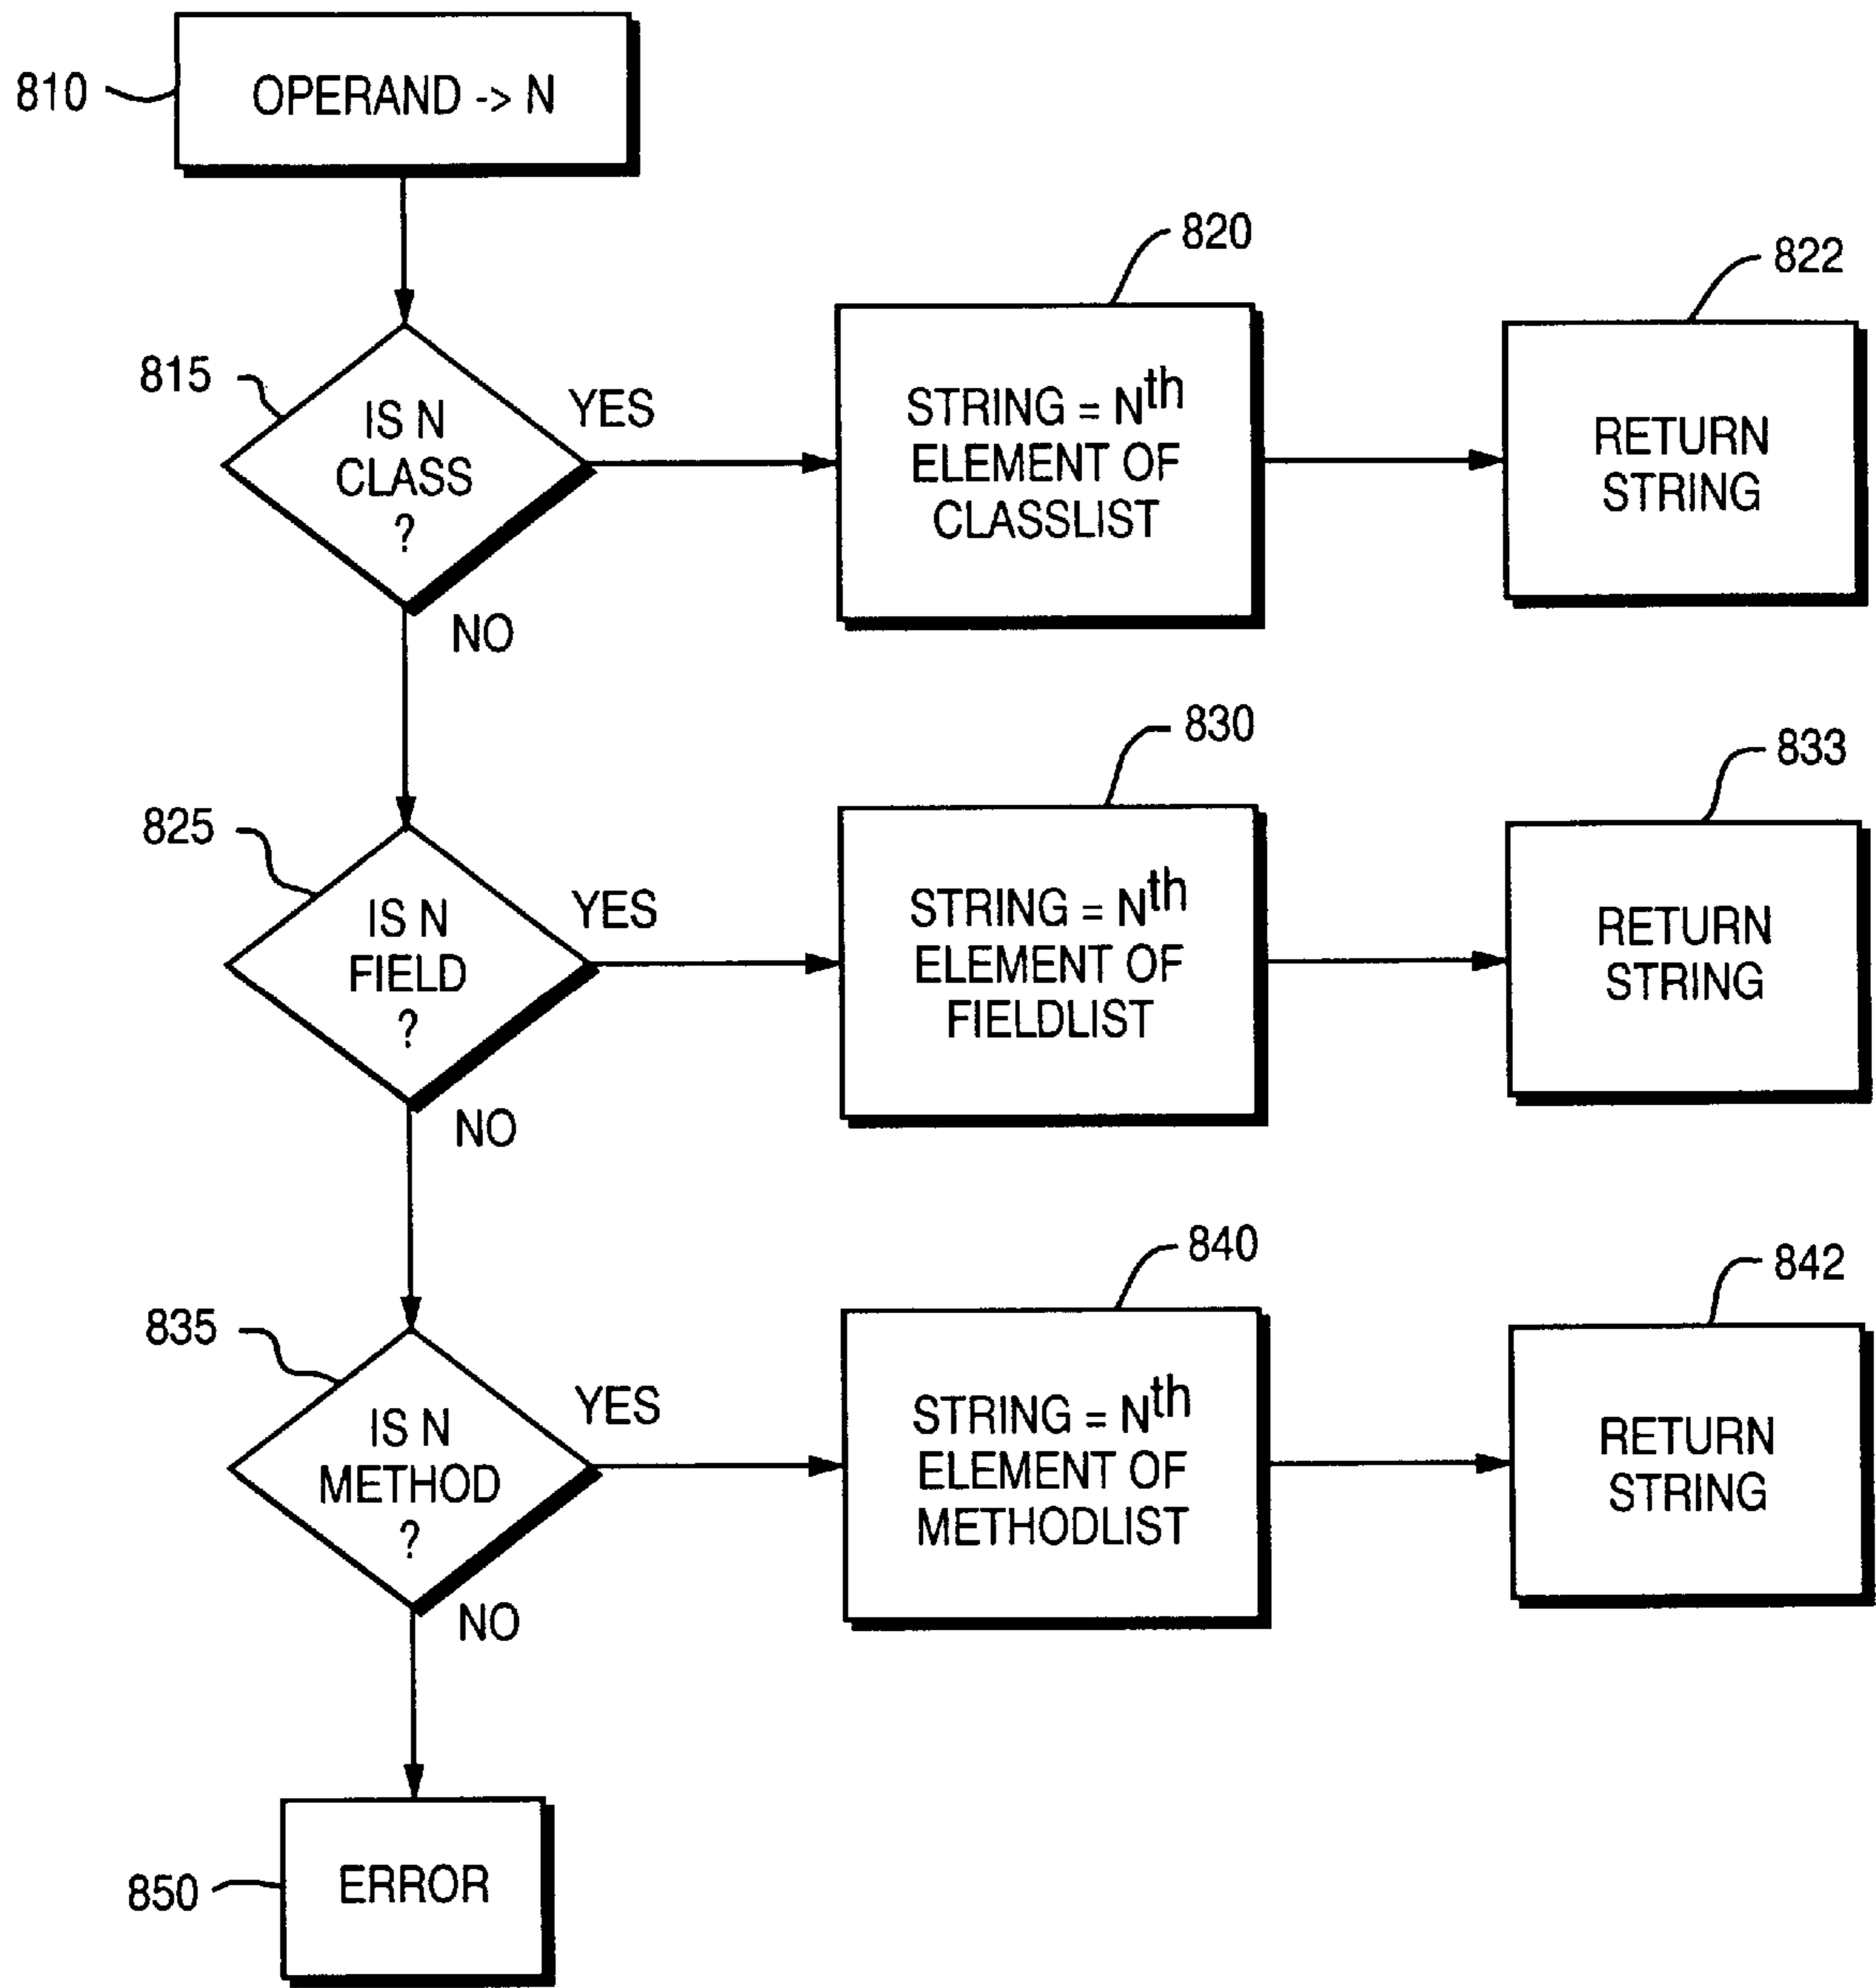 810
OPERAND -> N
815
IS N
CLASS
?
YES
NO
820
STRING = Nth
ELEMENT OF
CLASSLIST
822
RETURN
STRING
825
IS N
FIELD
?
YES
NO
830
STRING = Nth
ELEMENT OF
FIELDLIST
833
RETURN
STRING
835
IS N
METHOD
?
YES
NO
840
STRING = Nth
ELEMENT OF
METHODLIST
842
RETURN
STRING
850
ERROR